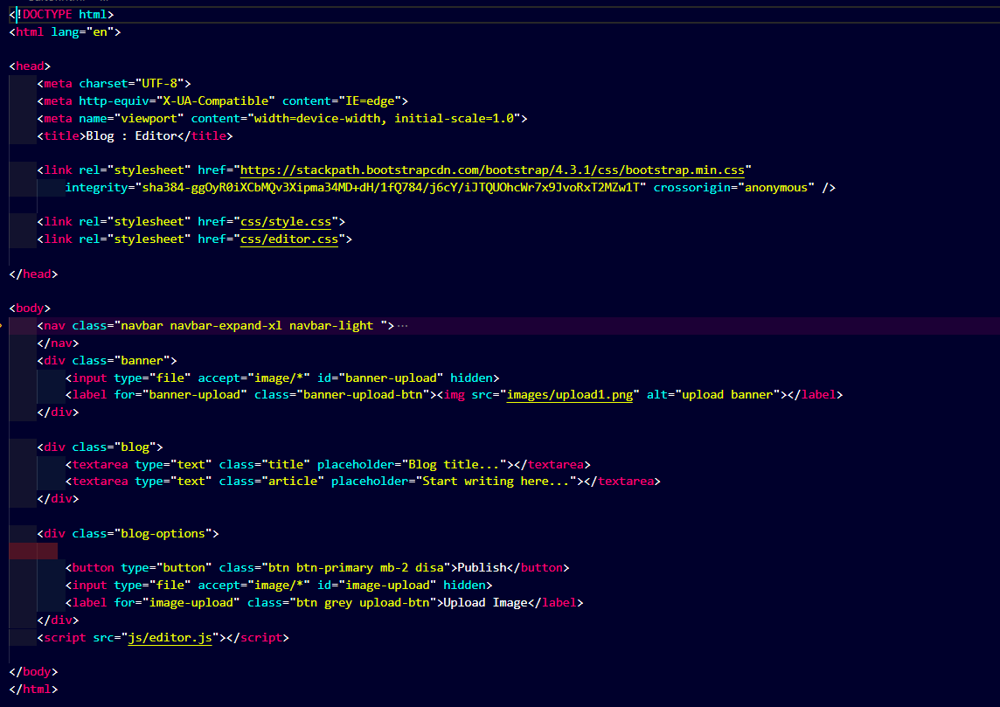 <!DOCTYPE html>
<html lang="en">
<head>
<meta charset="UTF-8">
<meta http-equiv="X-UA-Compatible" content="IE=edge">
<meta name="viewport" content="width=device-width, initial-scale=1.0">
<title>Blog : Editor</title>
<link rel="stylesheet" href="https://stackpath.bootstrapcdn.com/bootstrap/4.3.1/css/bootstrap.min.css"
integrity="sha384-ggOyR0iXCbMQv3Xipma34MD+dH/1fQ784/j6cY/iJTQUOhcWr7x9JvoRxT2MZw1T" crossorigin="anonymous" />
<link rel="stylesheet" href="css/style.css">
<link rel="stylesheet" href="css/editor.css">
</head>
<body>
<nav class="navbar navbar-expand-xl navbar-light ">···
</nav>
<div class="banner">
<input type="file" accept="image/*" id="banner-upload" hidden>
<label for="banner-upload" class="banner-upload-btn"><img src="images/upload1.png" alt="upload banner"></label>
</div>
<div class="blog">
<textarea type="text" class="title" placeholder="Blog title..."></textarea>
<textarea type="text" class="article" placeholder="Start writing here..."></textarea>
</div>
<div class="blog-options">
<button type="button" class="btn btn-primary mb-2 disa">Publish</button>
<input type="file" accept="image/*" id="image-upload" hidden>
<label for="image-upload" class="btn grey upload-btn">Upload Image</label>
</div>
<script src="js/editor.js"></script>
</body>
</html>